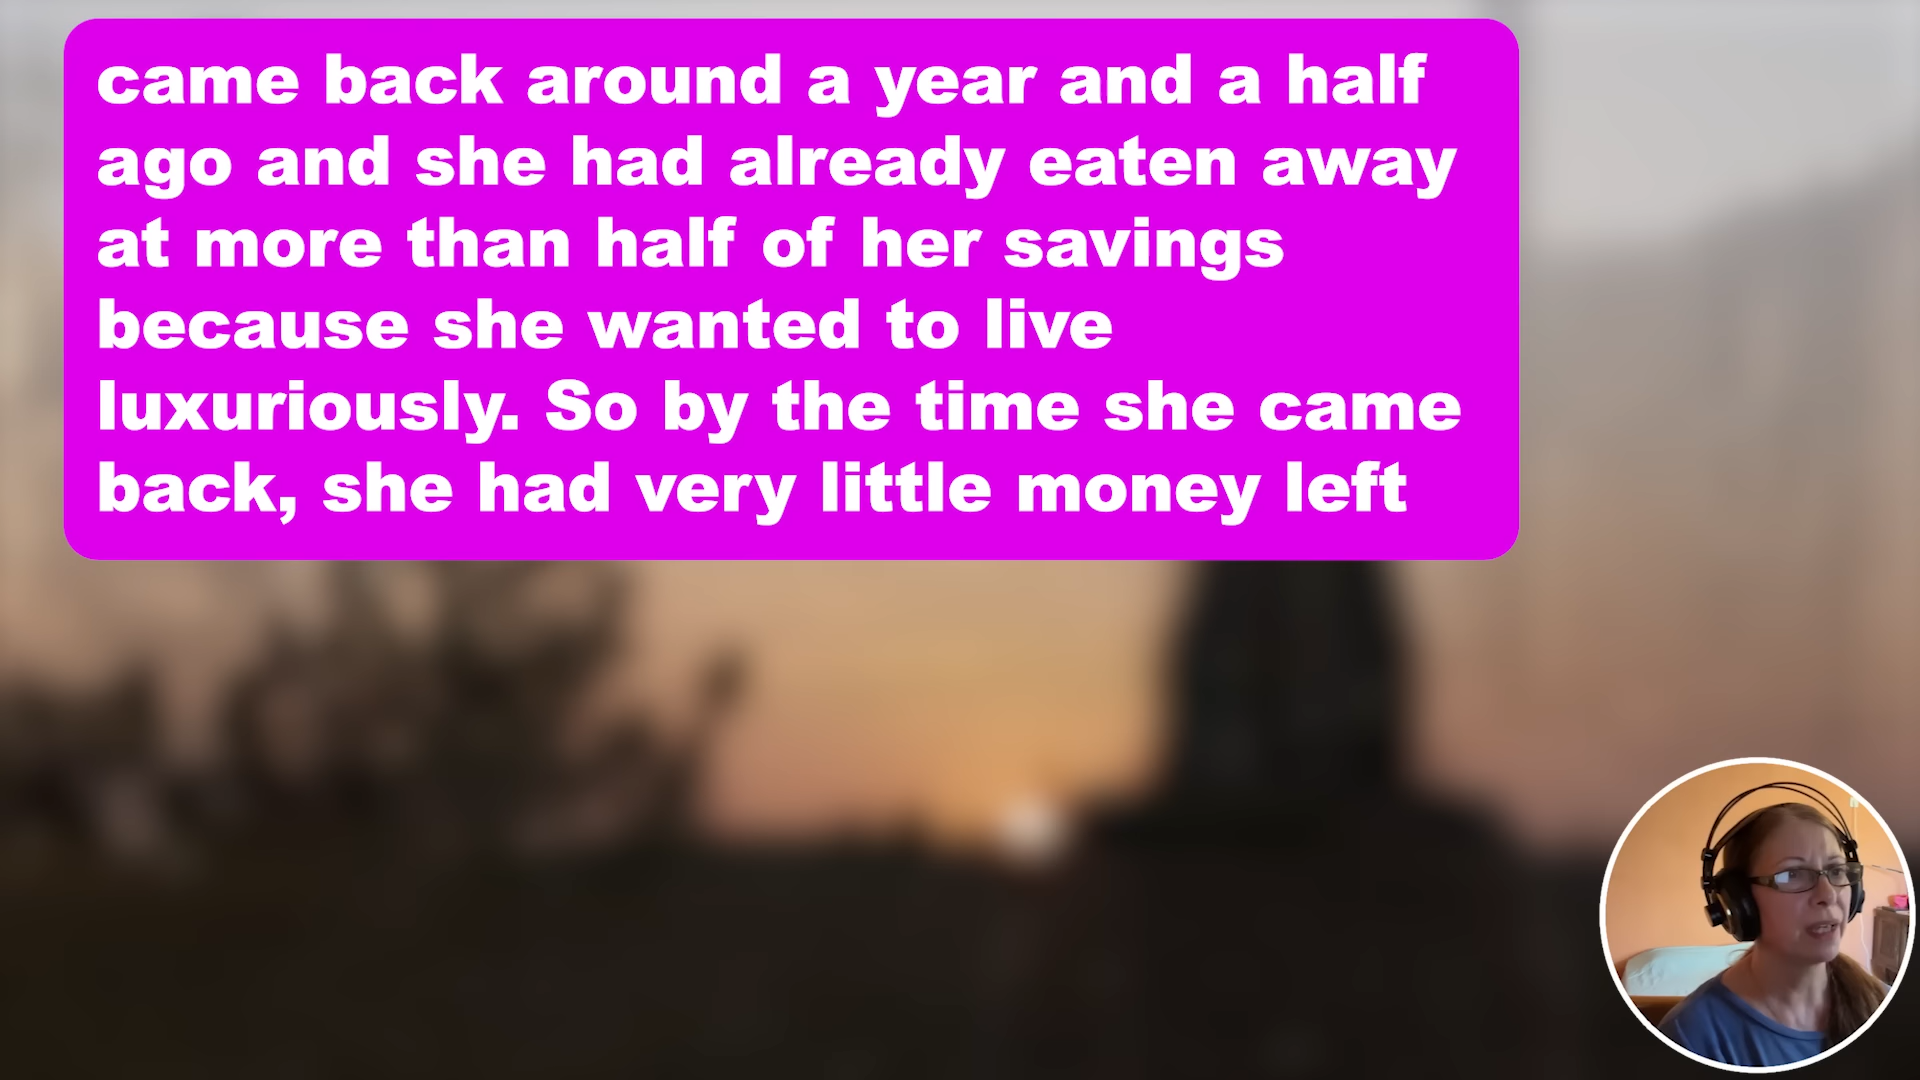 came back around a year and a half
ago and she had already eaten away
at more than half of her savings
because she wanted to live
luxuriously. So by the time she came
back, she had very little money left